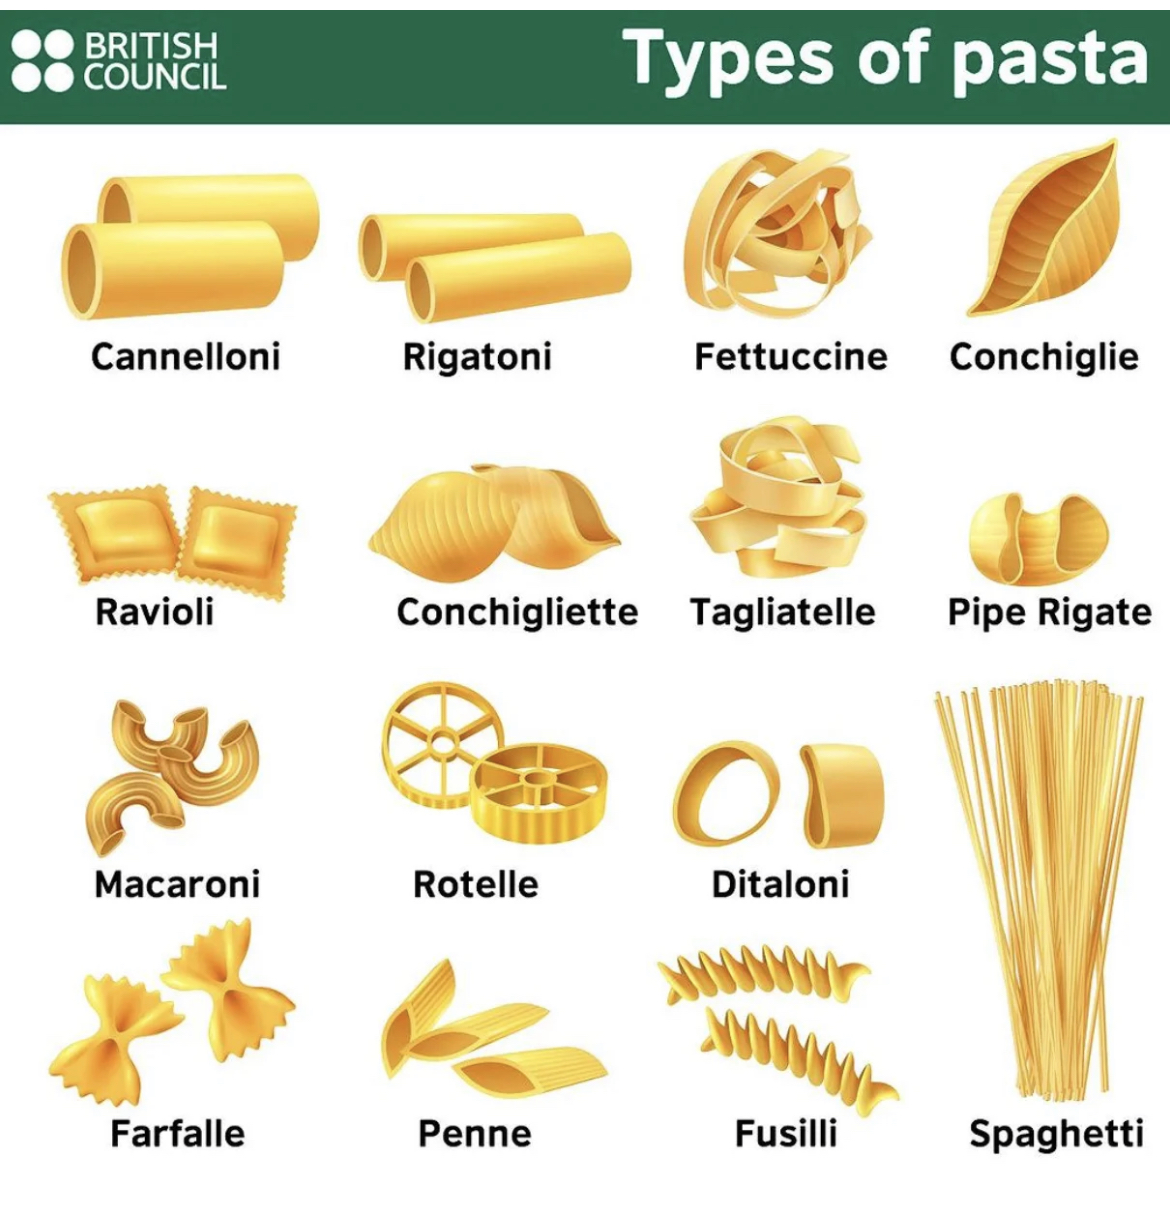 BRITISH
COUNCIL
Types of pasta
Cannelloni
Rigatoni
Fettuccine
Conchiglie
Ravioli
Conchigliette
Tagliatelle
Pipe Rigate
Macaroni
Rotelle
Ditaloni
Farfalle
Penne
Fusilli
Spaghetti